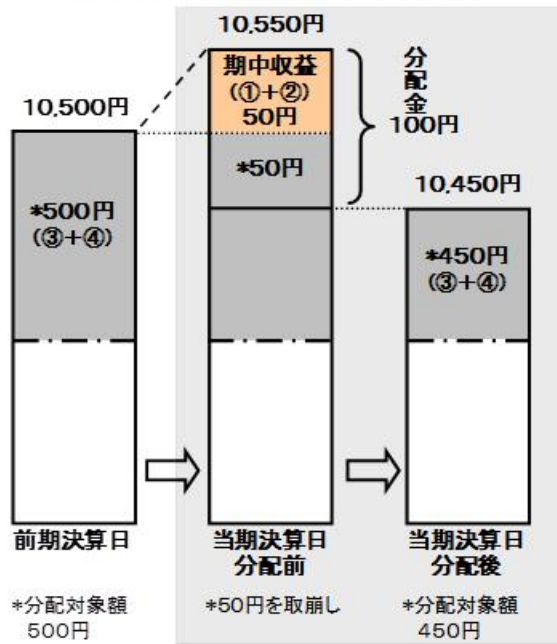 10,550円
期中収益
(①+②)
50円
分配金
100円
10,500円
*50円
10,450円
*500円
(③+④)
*450円
(③+④)
前期決算日
当期決算日
分配前
当期決算日
分配後
*分配対象額
500円
*50円を取崩し
*分配対象額
450円